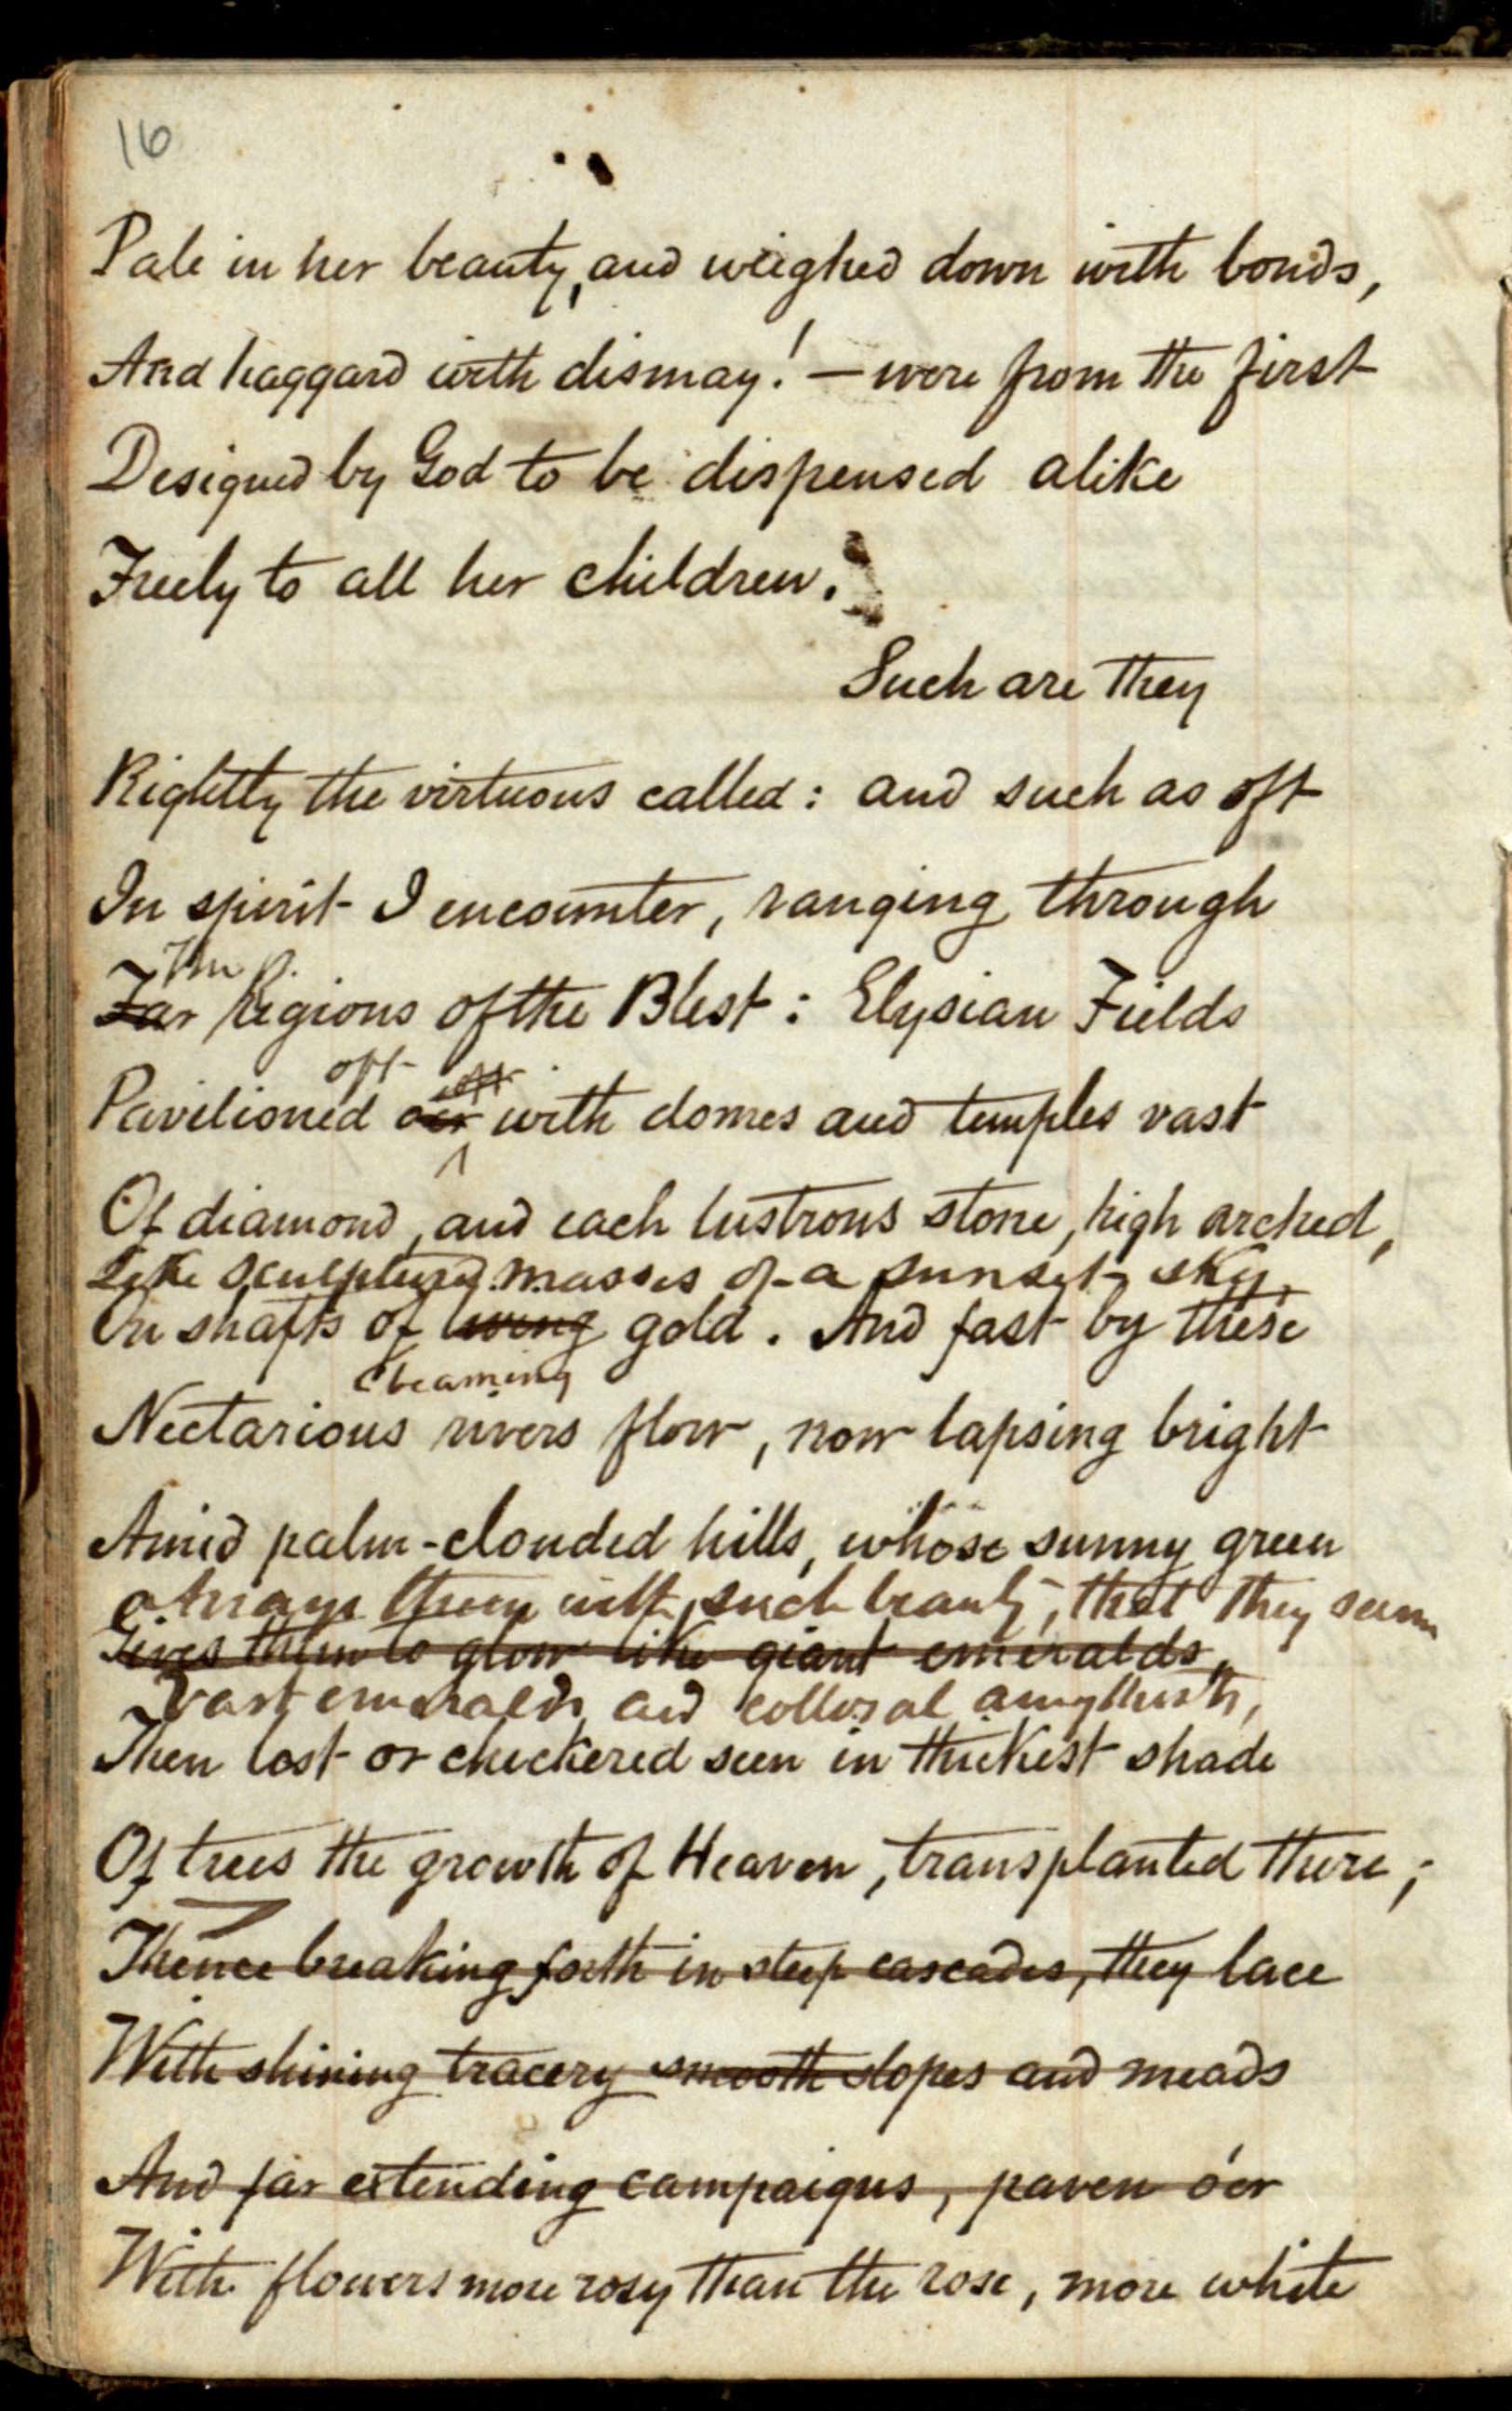 16
Pale in her beauty, and weighed down with bonds,
And haggard with dismay! — were from the first
Designed by God to be dispensed alike
Freely to all her children.
Such are they
Rightly the virtuous called: and such as oft
In spirit I encounter, ranging through
The R.
Far regions of the Blest: Elysian Fields
oft oft
Pavilioned oer with domes and temples vast
Of diamond, and each lustrous stone, high arched,
Like sculptured masses of a sunset sky,
On shafts of living gold. And fast by these
beaming
Nectarious rivers flow, now lapsing bright
Amid palm-clouded hills, whose sunny green
them with such beauty, that they seem
Gives them to glow like giant emeralds,
Vast emeralds and collosal amythists,
Then lost or checkered seen in thickest shade
Of trees the growth of Heaven, transplanted there;
Thence breaking forth in steep cascades, they lace
With shining tracery smooth slopes and meads
And far extending campaigns, paven o'er
With flowers more rosy than the rose, more white